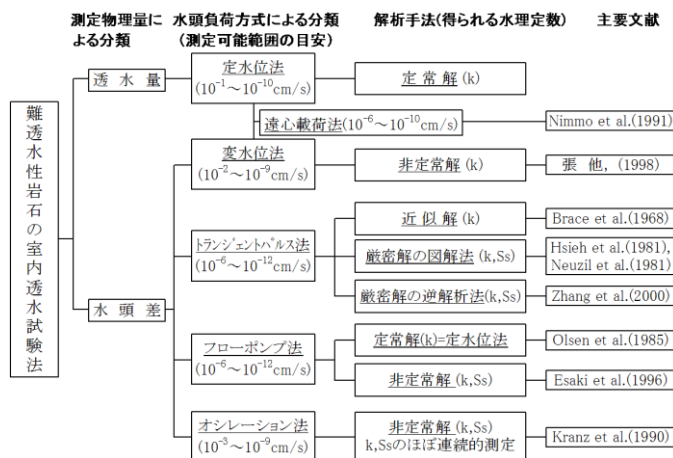 測定物理量に
よる分類
水頭負荷方式による分類
(測定可能範囲の目安)
解析手法(得られる水理定数)
主要文献
難透水性岩石の室内透水試験法
透水量
定水位法
(10⁻¹～10⁻¹⁰cm/s)
定常解(k)
遠心載荷法(10⁻⁶～10⁻¹⁰cm/s)
Nimmo et al.(1991)
変水位法
(10⁻²～10⁻⁹cm/s)
非定常解(k)
張 他, (1998)
水頭差
トランジェントパルス法
(10⁻⁶～10⁻¹²cm/s)
近似解(k)
Brace et al.(1968)
厳密解の図解法 (k,Ss)
Hsieh et al.(1981),
Neuzil et al.(1981)
厳密解の逆解析法(k,Ss)
Zhang et al.(2000)
フローポンプ法
(10⁻⁶～10⁻¹²cm/s)
定常解(k)=定水位法
Olsen et al.(1985)
非定常解(k,Ss)
Esaki et al.(1996)
オシレーション法
(10⁻³～10⁻⁹cm/s)
非定常解(k,Ss)
k,Ssのほぼ連続的測定
Kranz et al.(1990)